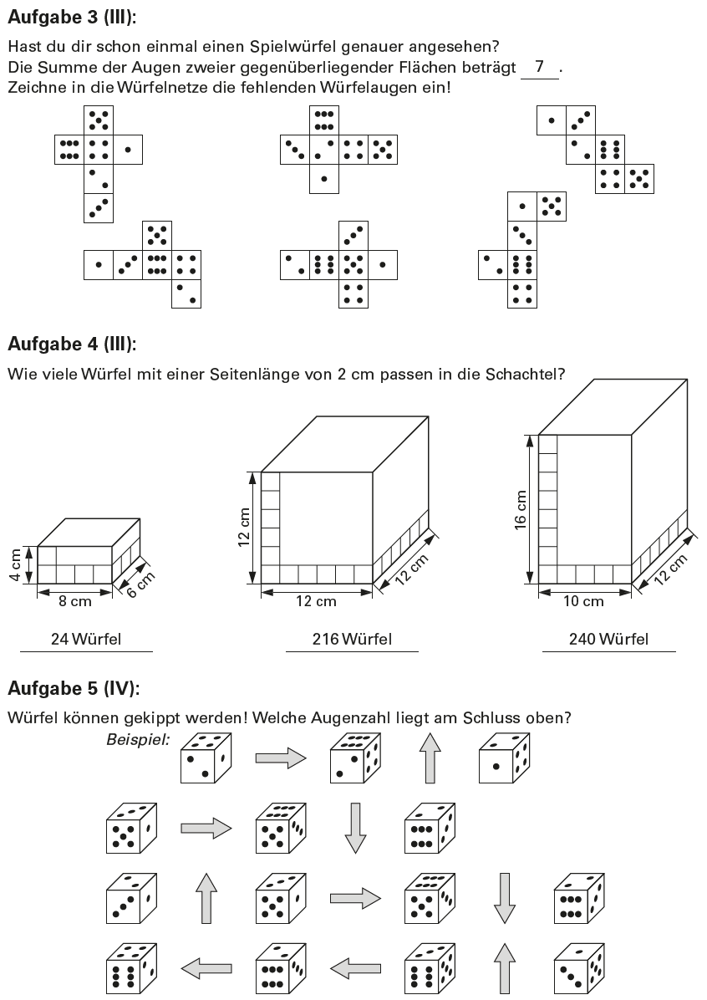 Aufgabe 3 (III):
Hast du dir schon einmal einen Spielwürfel genauer angesehen?
Die Summe der Augen zweier gegenüberliegender Flächen beträgt 7 .
Zeichne in die Würfelnetze die fehlenden Würfelaugen ein!
Aufgabe 4 (III):
Wie viele Würfel mit einer Seitenlänge von 2 cm passen in die Schachtel?
4 cm
8 cm
6 cm
12 cm
12 cm
12 cm
16 cm
10 cm
12 cm
24 Würfel
216 Würfel
240 Würfel
Aufgabe 5 (IV):
Würfel können gekippt werden! Welche Augenzahl liegt am Schluss oben?
Beispiel: